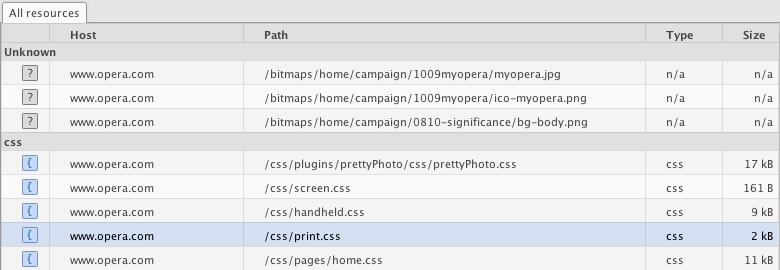 All resources
Host Path Type Size
Unknown
? www.opera.com /bitmaps/home/campaign/1009myopera/myopera.jpg n/a n/a
? www.opera.com /bitmaps/home/campaign/1009myopera/ico-myopera.png n/a n/a
? www.opera.com /bitmaps/home/campaign/0810-significance/bg-body.png n/a n/a
css
{ www.opera.com /css/plugins/prettyPhoto/css/prettyPhoto.css css 17 kB
{ www.opera.com /css/screen.css css 161 B
{ www.opera.com /css/handheld.css css 9 kB
{ www.opera.com /css/print.css css 2 kB
{ www.opera.com /css/pages/home.css css 11 kB